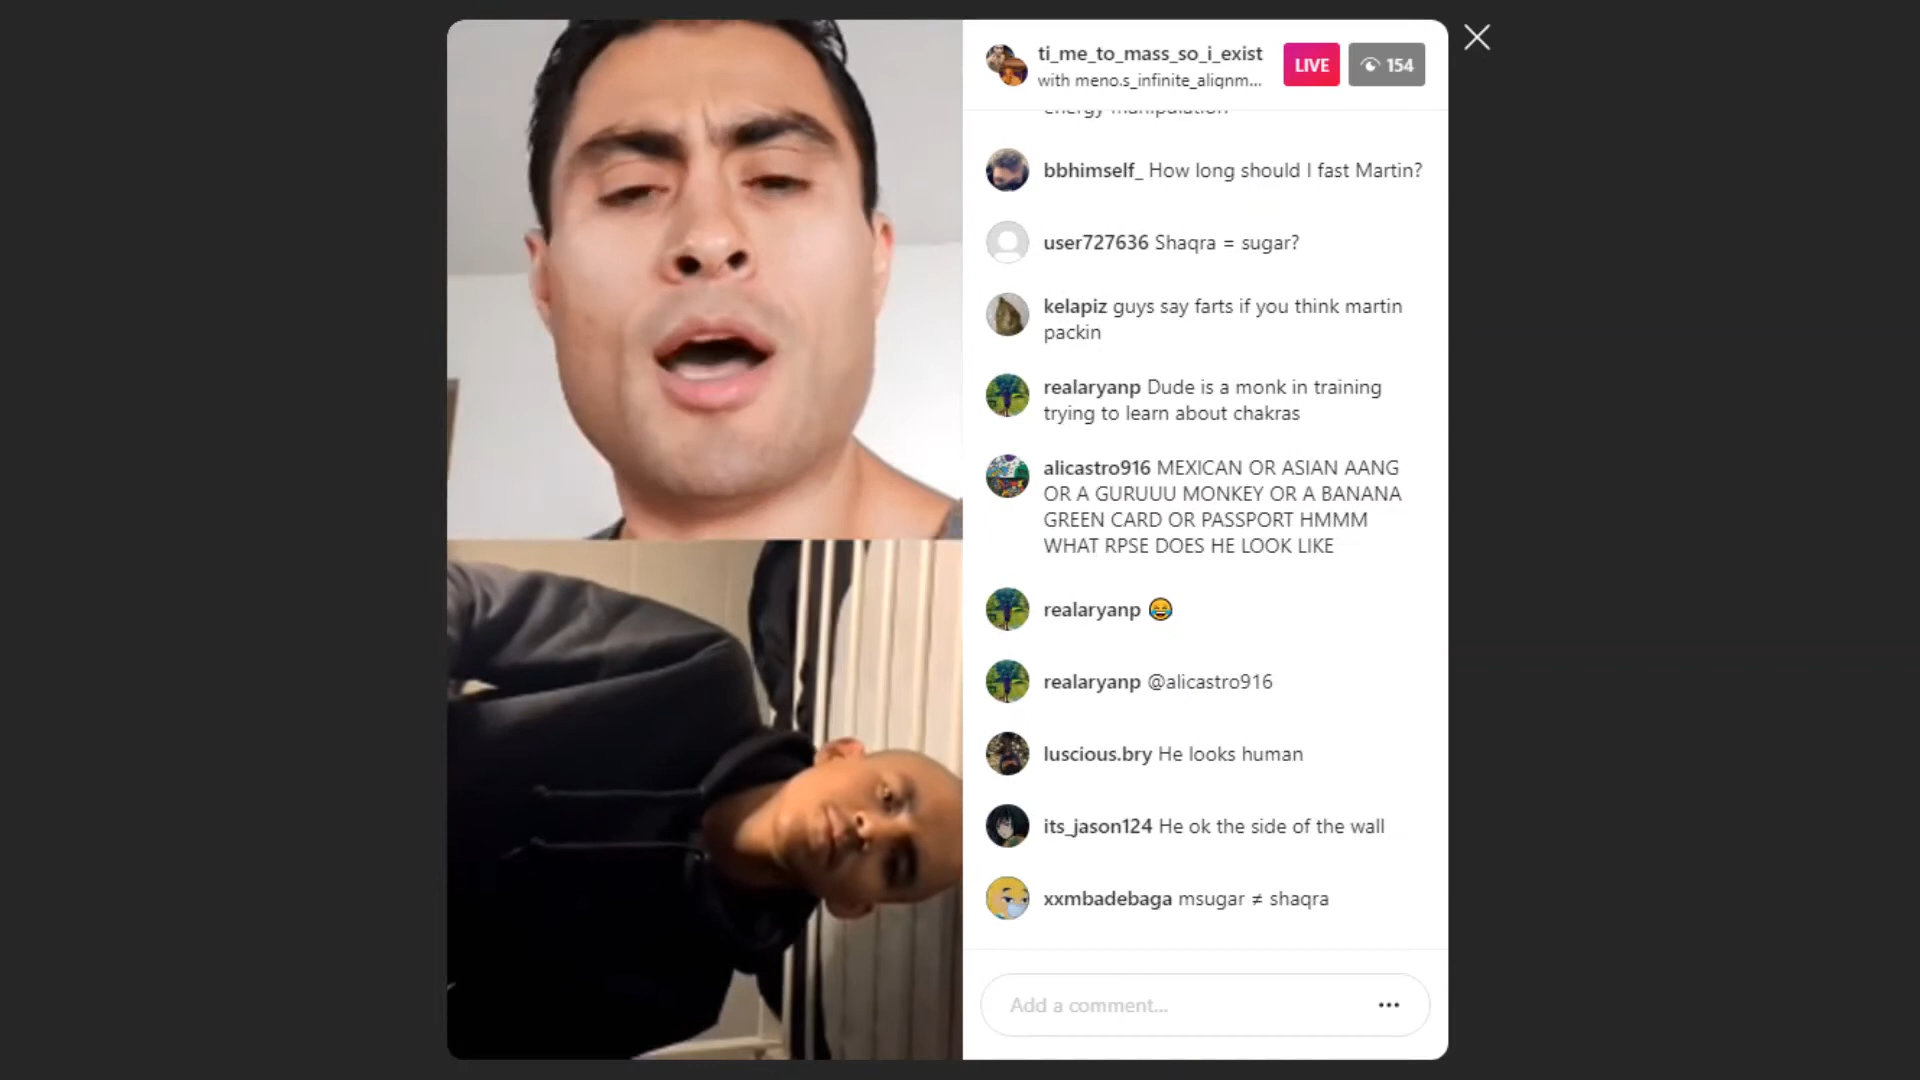 ti_me_to_mass_so_i_exist
with meno.s_infinite_alignm...
LIVE
154
energy manipulation
bbhimself_ How long should I fast Martin?
user727636 Shaqra = sugar?
kelapiz guys say farts if you think martin
packin
realaryanp Dude is a monk in training
trying to learn about chakras
alicastro916 MEXICAN OR ASIAN AANG
OR A GURUUU MONKEY OR A BANANA
GREEN CARD OR PASSPORT HMMM
WHAT RPSE DOES HE LOOK LIKE
realaryanp 😂
realaryanp @alicastro916
luscious.bry He looks human
its_jason124 He ok the side of the wall
xxmbadebaga msugar ≠ shaqra
Add a comment...